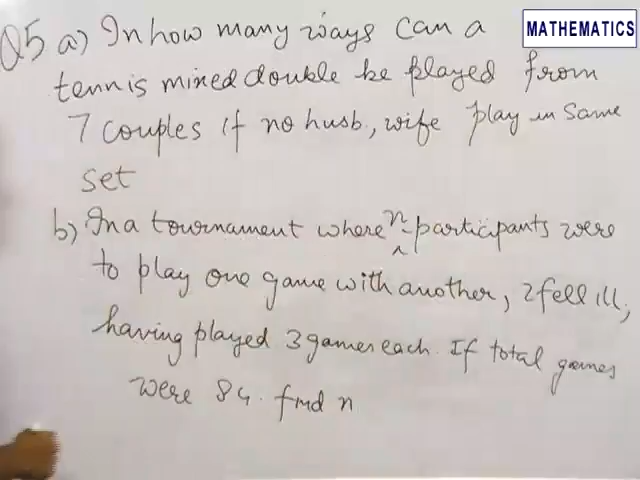 MATHEMATICS
Q5 a) In how many ways can a
tennis mixed double be played from
7 couples if no husb., wife play in same
set
b) In a tournament where n participants were
to play one game with another, 2 fell ill,
having played 3 games each. If total games
were 84. find n